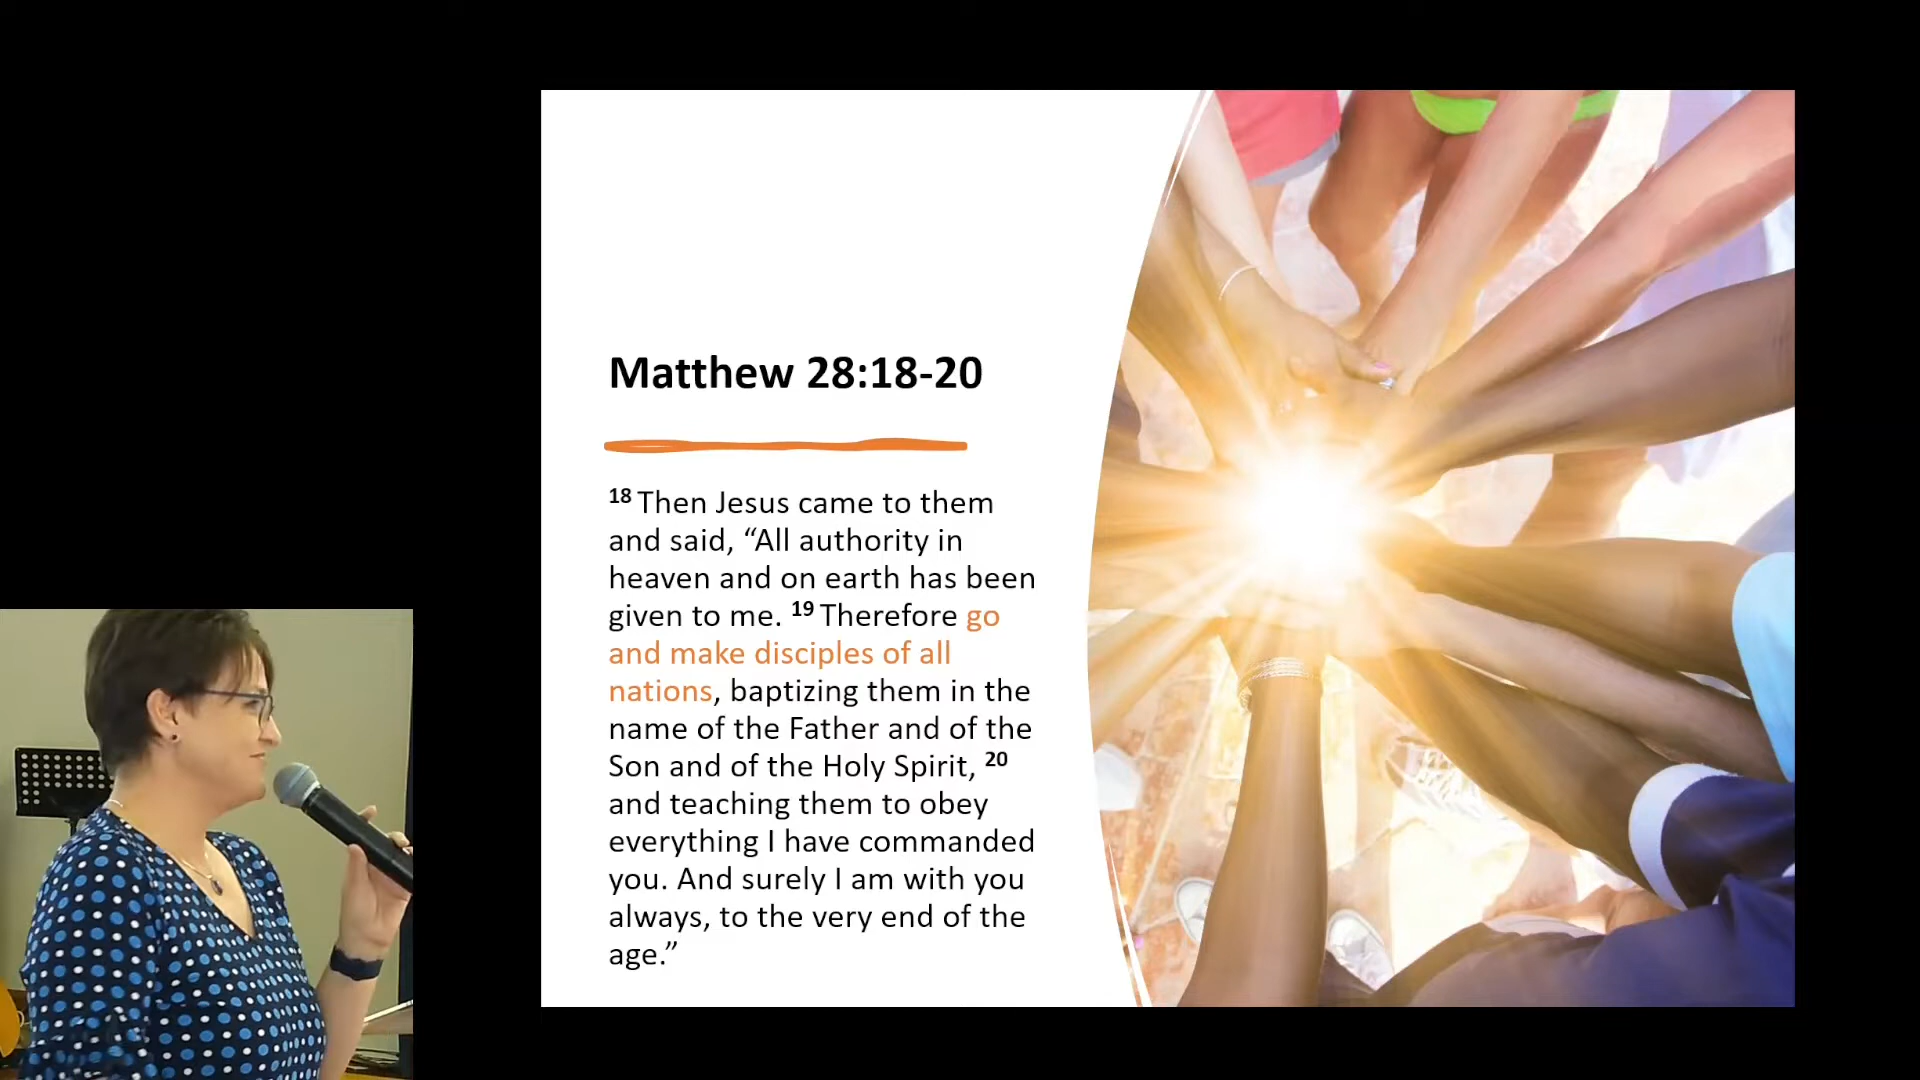 Matthew 28:18-20
18 Then Jesus came to them
and said, “All authority in
heaven and on earth has been
given to me. 19 Therefore go
and make disciples of all
nations, baptizing them in the
name of the Father and of the
Son and of the Holy Spirit, 20
and teaching them to obey
everything I have commanded
you. And surely I am with you
always, to the very end of the
age.”